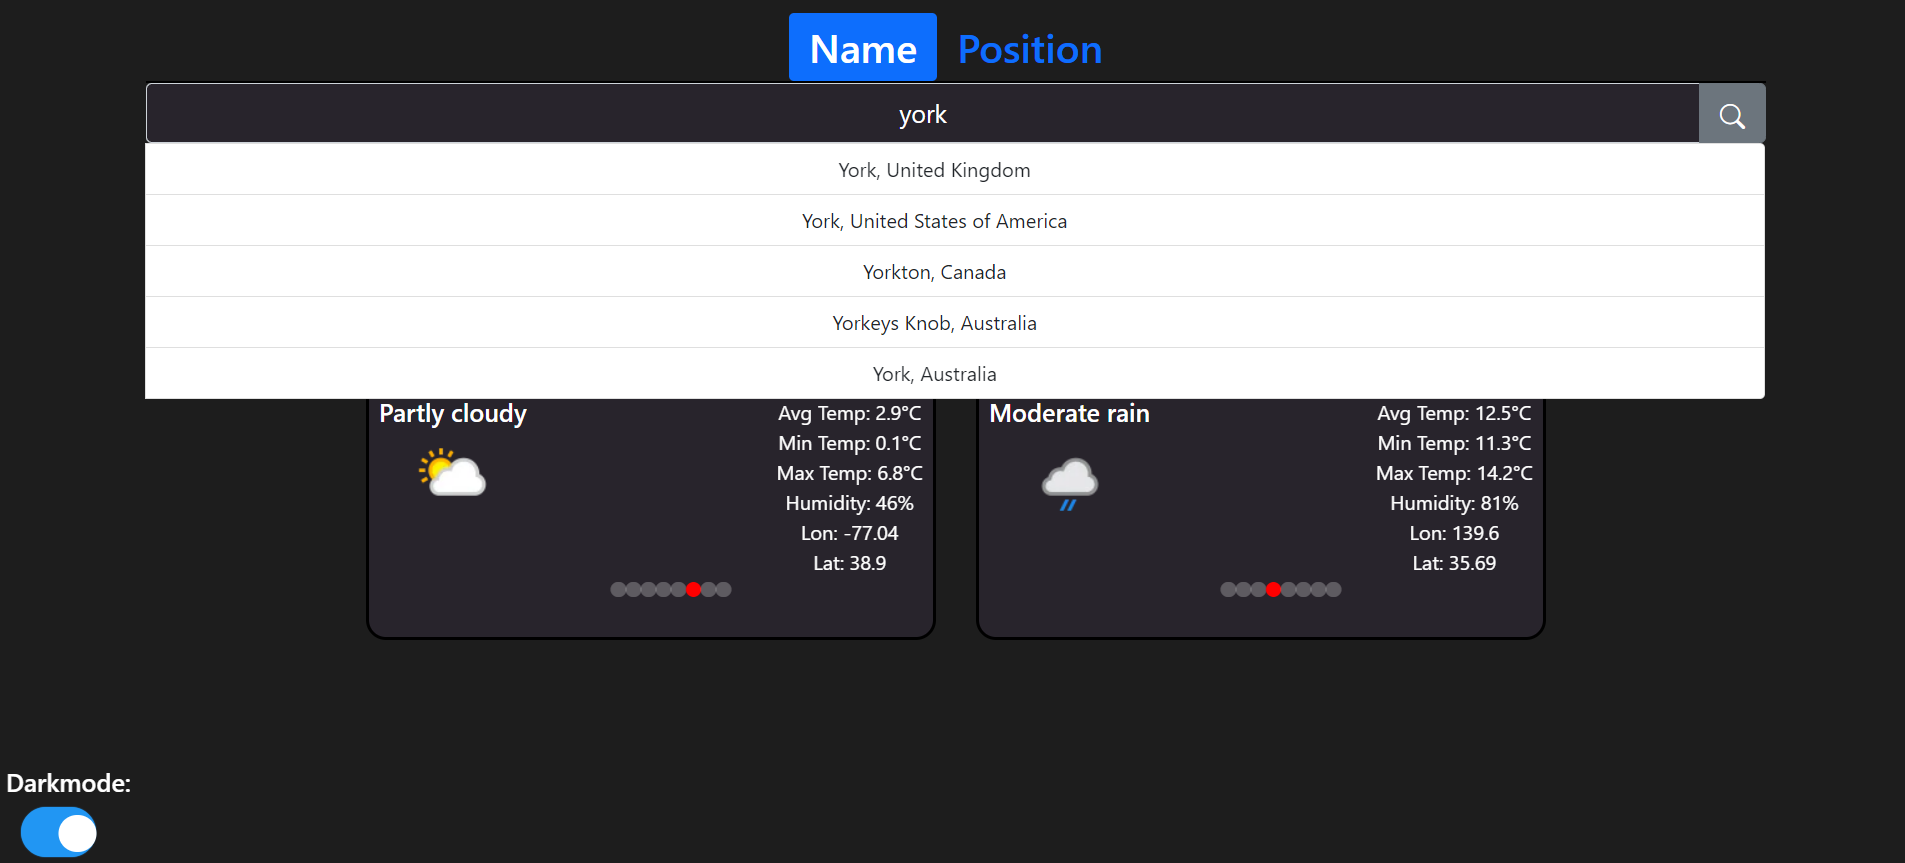 Name Position
york
York, United Kingdom
York, United States of America
Yorkton, Canada
Yorkeys Knob, Australia
York, Australia
Partly cloudy
Avg Temp: 2.9°C
Min Temp: 0.1°C
Max Temp: 6.8°C
Humidity: 46%
Lon: -77.04
Lat: 38.9
Moderate rain
Avg Temp: 12.5°C
Min Temp: 11.3°C
Max Temp: 14.2°C
Humidity: 81%
Lon: 139.6
Lat: 35.69
Darkmode: